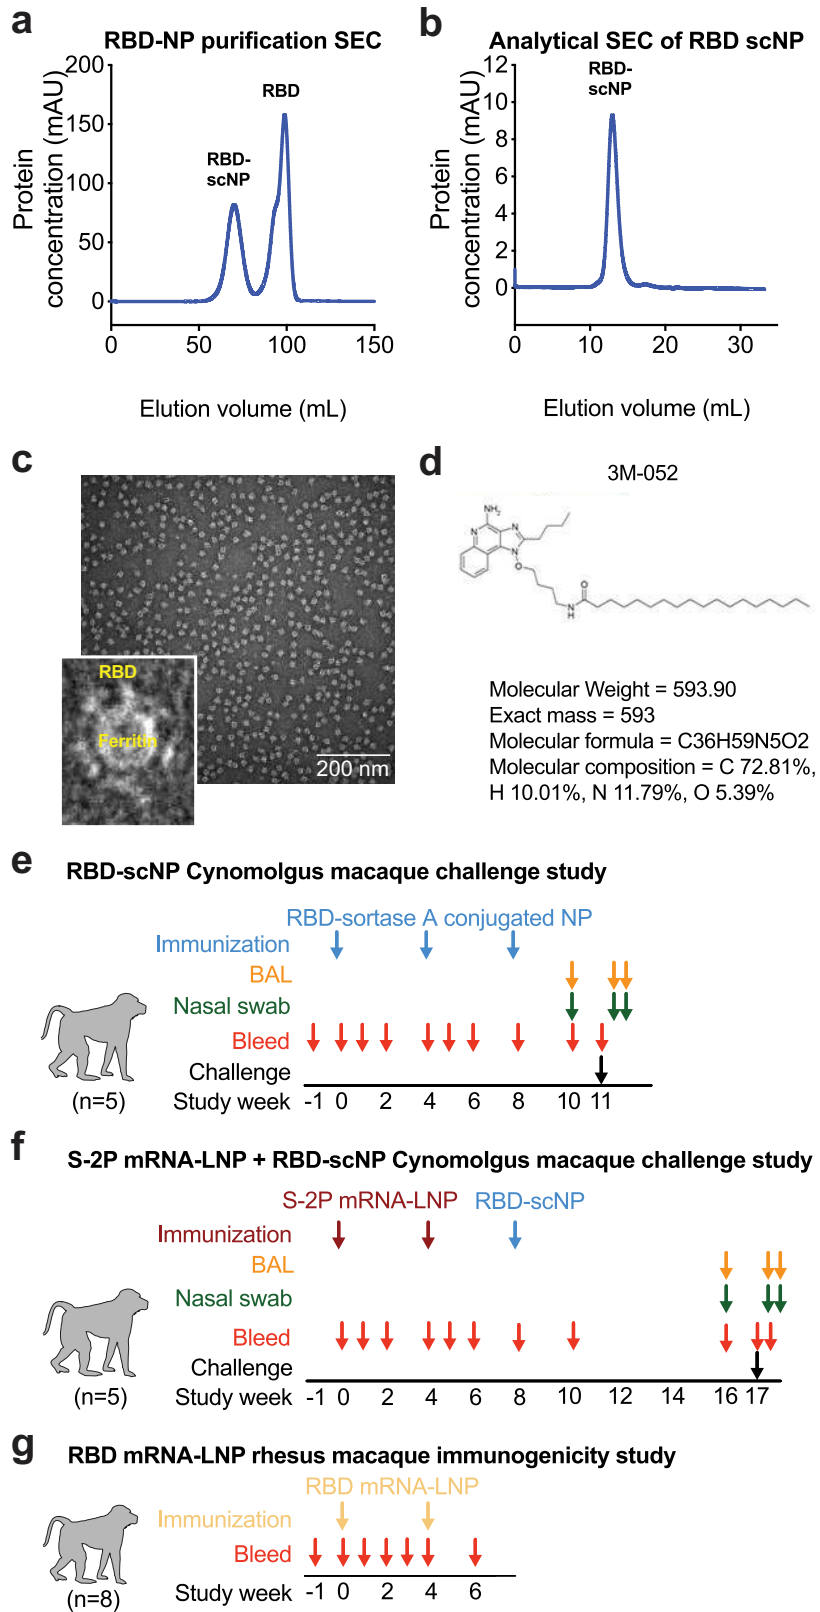 a
RBD-NP purification SEC
200
150
100
50
0
Protein
concentration (mAU)
RBD-
scNP
RBD
0 50 100 150
Elution volume (mL)
b
Analytical SEC of RBD scNP
12
10
8
6
4
2
0
Protein
concentration (mAU)
RBD-
scNP
0 10 20 30
Elution volume (mL)
c
RBD
Ferritin
200 nm
d
3M-052
NH2
N
N
N
O
O
N
H
Molecular Weight = 593.90
Exact mass = 593
Molecular formula = C36H59N5O2
Molecular composition = C 72.81%,
H 10.01%, N 11.79%, O 5.39%
e
RBD-scNP Cynomolgus macaque challenge study
RBD-sortase A conjugated NP
Immunization
BAL
Nasal swab
Bleed
Challenge
(n=5)
Study week -1 0 2 4 6 8 10 11
f
S-2P mRNA-LNP + RBD-scNP Cynomolgus macaque challenge study
S-2P mRNA-LNP RBD-scNP
Immunization
BAL
Nasal swab
Bleed
Challenge
(n=5)
Study week -1 0 2 4 6 8 10 12 14 16 17
g
RBD mRNA-LNP rhesus macaque immunogenicity study
RBD mRNA-LNP
Immunization
Bleed
(n=8)
Study week -1 0 2 4 6